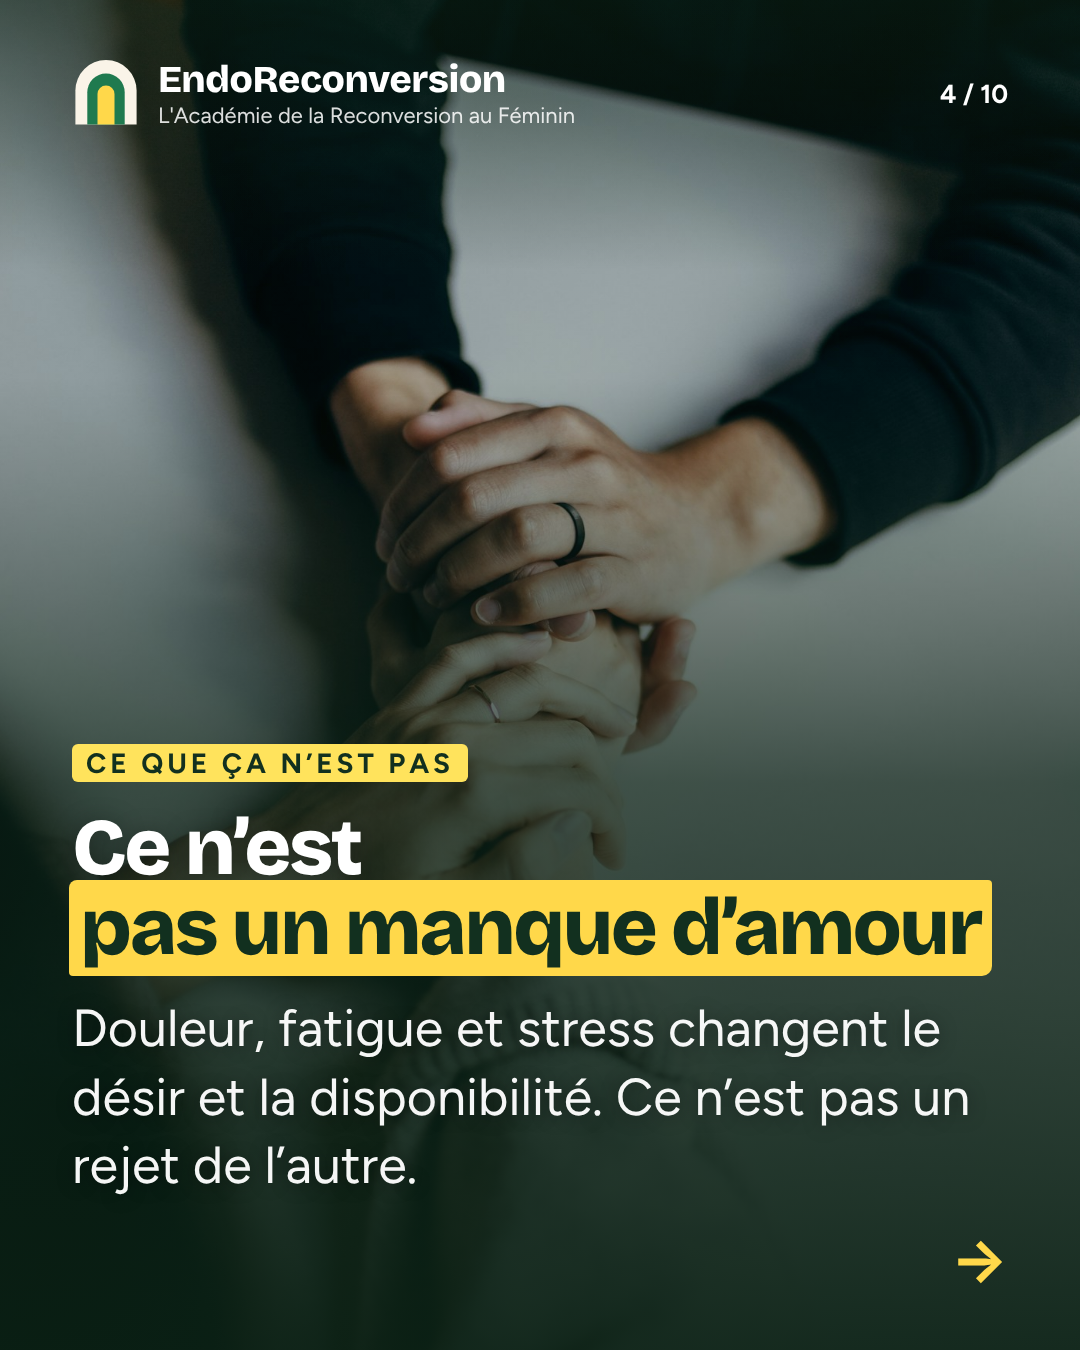 EndoReconversion
L'Académie de la Reconversion au Féminin
4 / 10
CE QUE ÇA N’EST PAS
Ce n’est
pas un manque d’amour
Douleur, fatigue et stress changent le
désir et la disponibilité. Ce n’est pas un
rejet de l’autre.